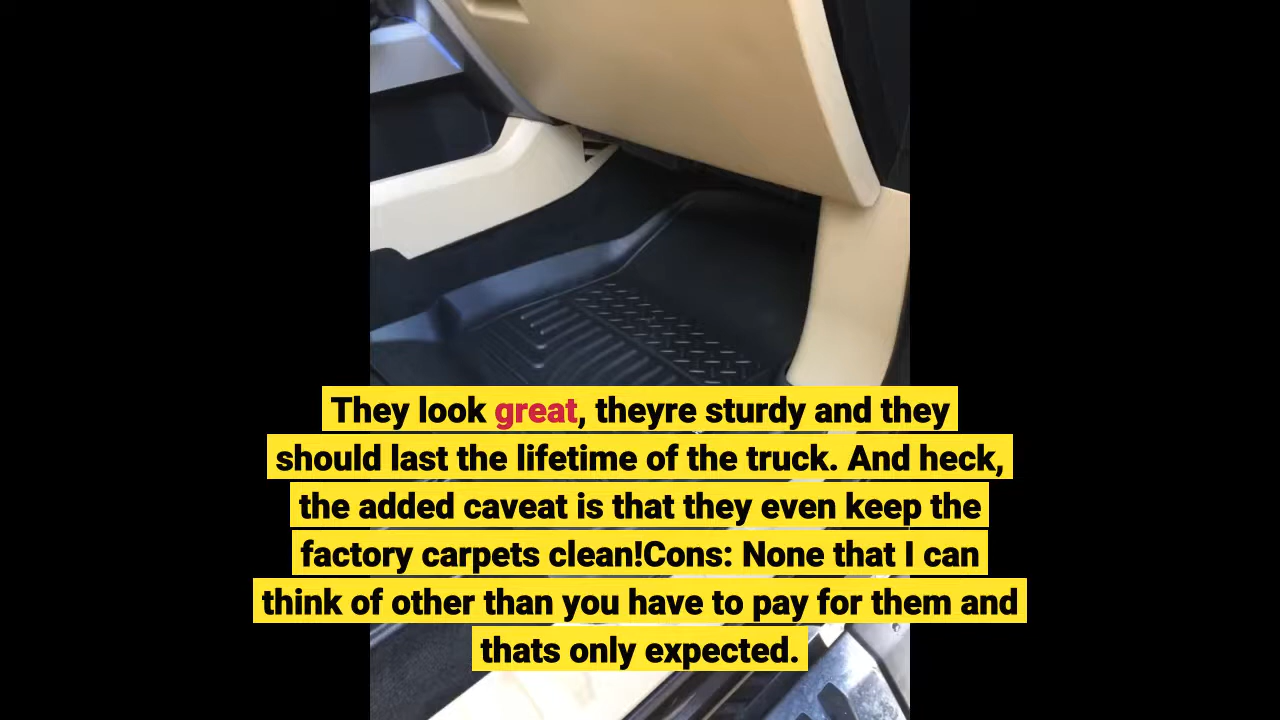 They look great, theyre sturdy and they
should last the lifetime of the truck. And heck,
the added caveat is that they even keep the
factory carpets clean!Cons: None that I can
think of other than you have to pay for them and
thats only expected.